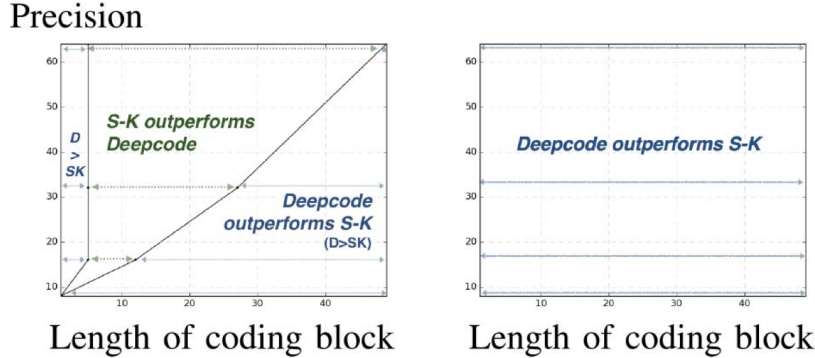 Precision
60
50
40
30
20
10
10
20
30
40
D
>
SK
S-K outperforms
Deepcode
Deepcode
outperforms S-K
(D>SK)
Length of coding block
60
50
40
30
20
10
10
20
30
40
Deepcode outperforms S-K
Length of coding block